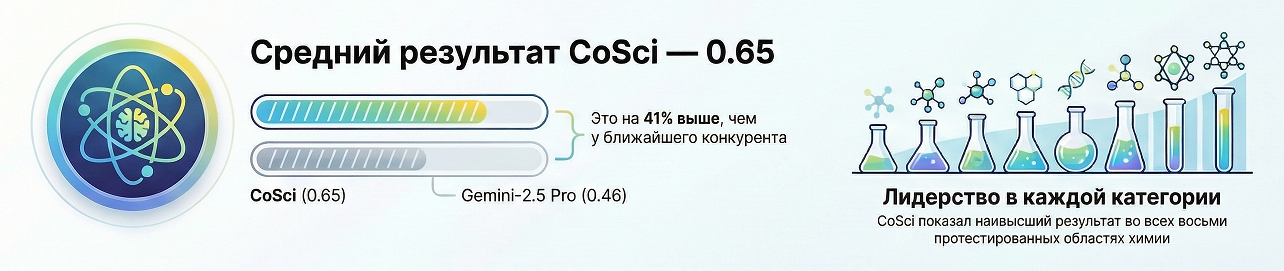 Средний результат CoSci — 0.65
Это на 41% выше, чем
у ближайшего конкурента
CoSci (0.65)
Gemini-2.5 Pro (0.46)
Лидерство в каждой категории
CoSci показал наивысший результат во всех восьми
протестированных областях химии